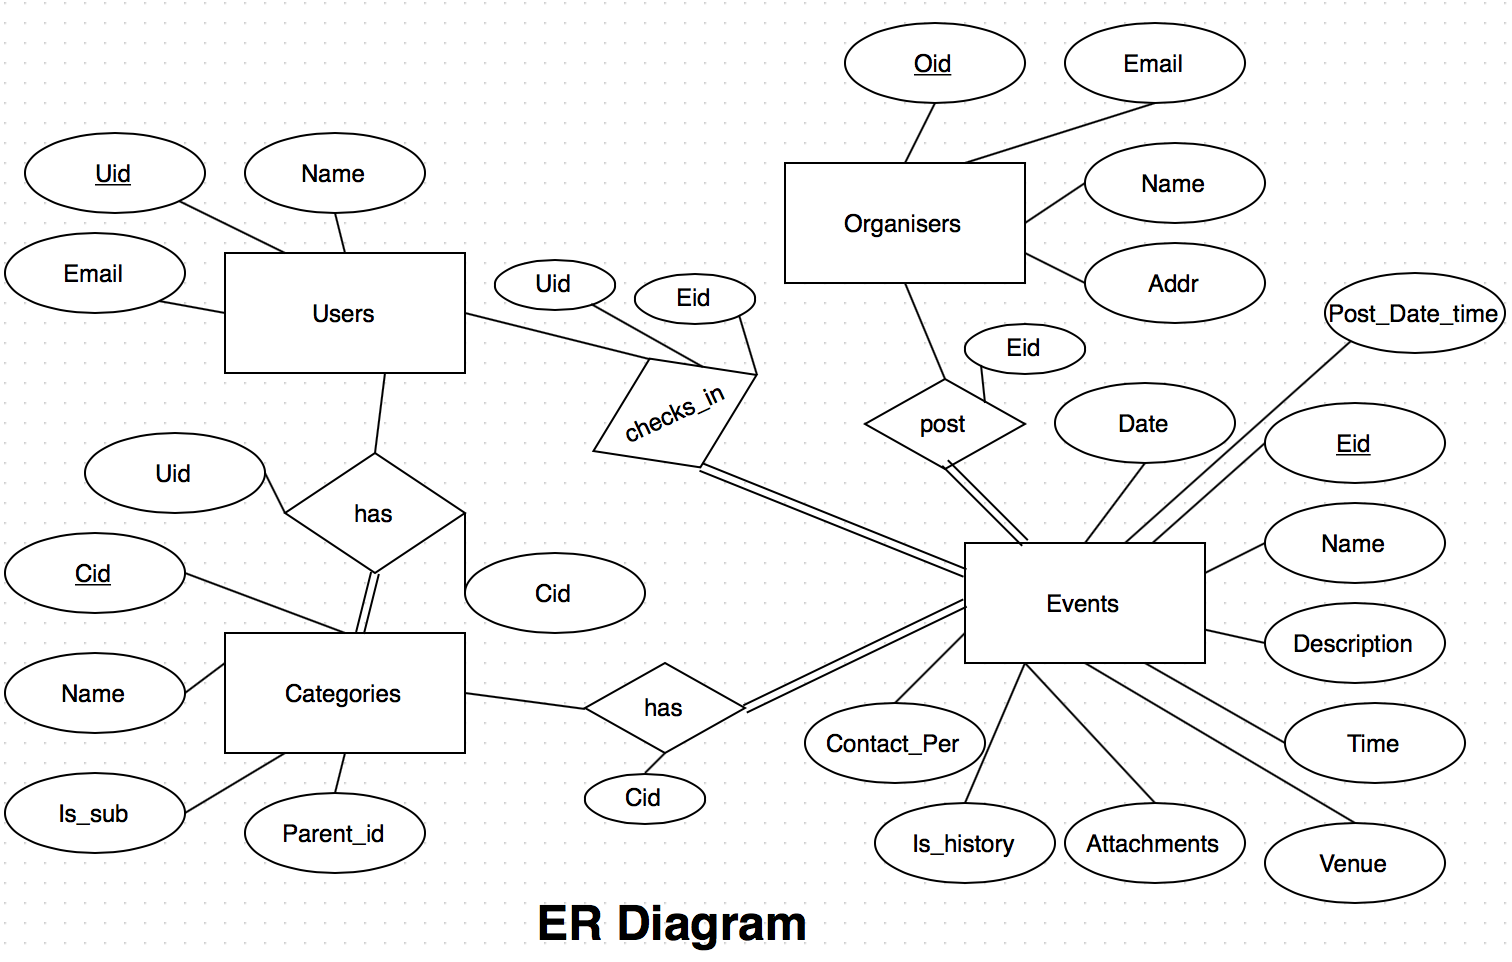 Oid
Email
Uid
Name
Name
Organisers
Email
Uid
Eid
Addr
Users
Post_Date_time
Eid
checks_in
post
Date
Eid
Uid
has
Name
Cid
Cid
Events
Description
Name
Categories
has
Contact_Per
Time
Cid
Is_sub
Parent_id
Is_history
Attachments
Venue
ER Diagram